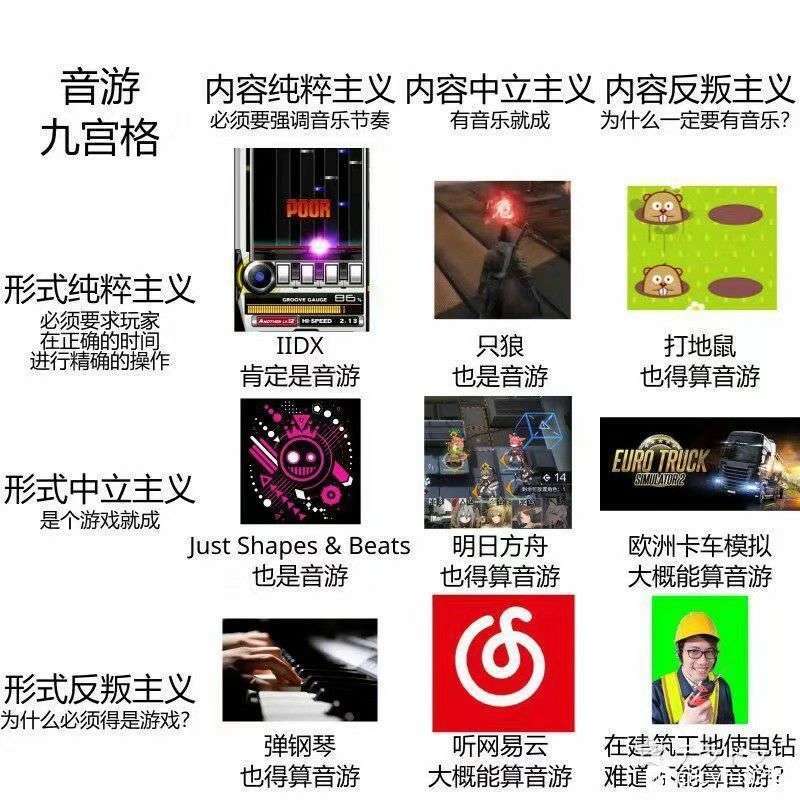 音游
九宫格
内容纯粹主义
必须要强调音乐节奏
内容中立主义
有音乐就成
内容反叛主义
为什么一定要有音乐?
形式纯粹主义
必须要求玩家
在正确的时间
进行精确的操作
POOR
GROOVE GAUGE 86%
ANOTHER LV.12 HI-SPEED 2.13
IIDX
肯定是音游
危
只狼
也是音游
打地鼠
也得算音游
形式中立主义
是个游戏就成
Just Shapes & Beats
也是音游
14
明日方舟
也得算音游
EURO TRUCK
SIMULATOR 2
欧洲卡车模拟
大概能算音游
形式反叛主义
为什么必须得是游戏?
弹钢琴
也得算音游
听网易云
大概能算音游
在建筑工地使电钻
难道不能算音游?